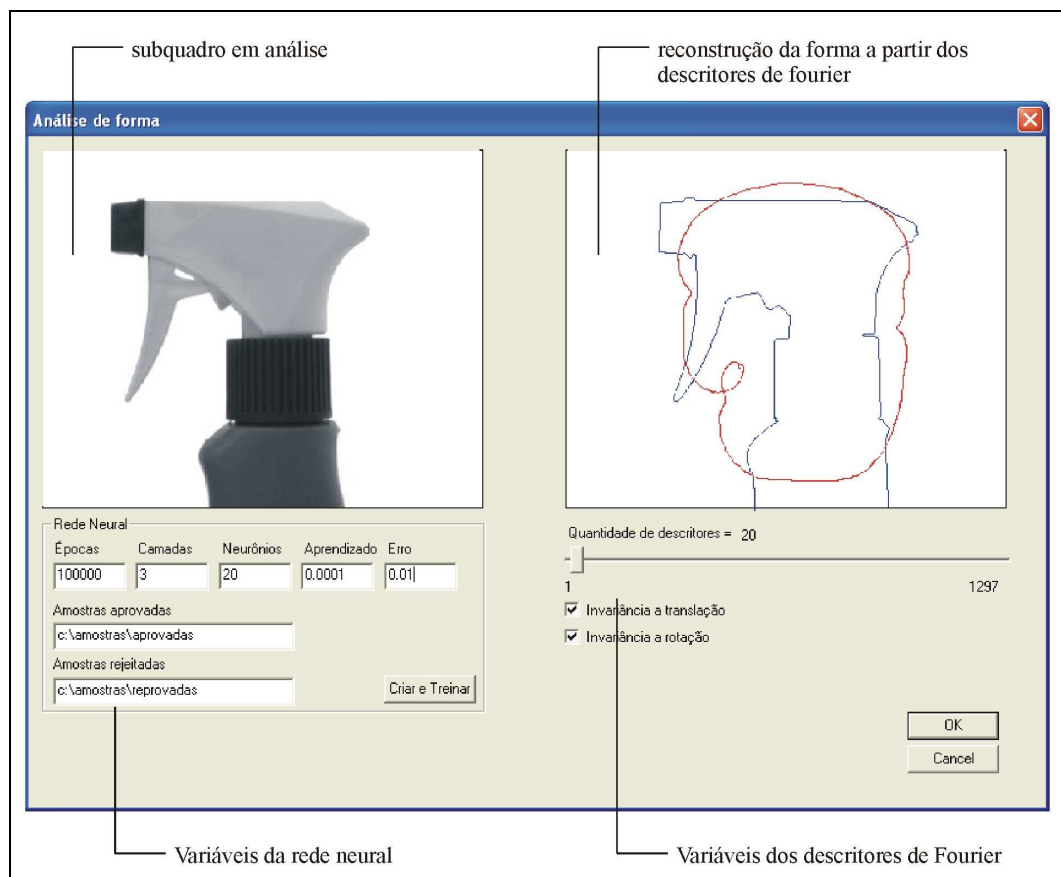 subquadro em análise
reconstrução da forma a partir dos
descritores de fourier
Análise de forma
Rede Neural
Épocas Camadas Neurônios Aprendizado Erro
100000 3 20 0.0001 0.01
Amostras aprovadas
c:\amostras\aprovadas
Amostras rejeitadas
c:\amostras\reprovadas
Criar e Treinar
Quantidade de descritores = 20
1 1297
Invariância a translação
Invariância a rotação
OK
Cancel
Variáveis da rede neural
Variáveis dos descritores de Fourier